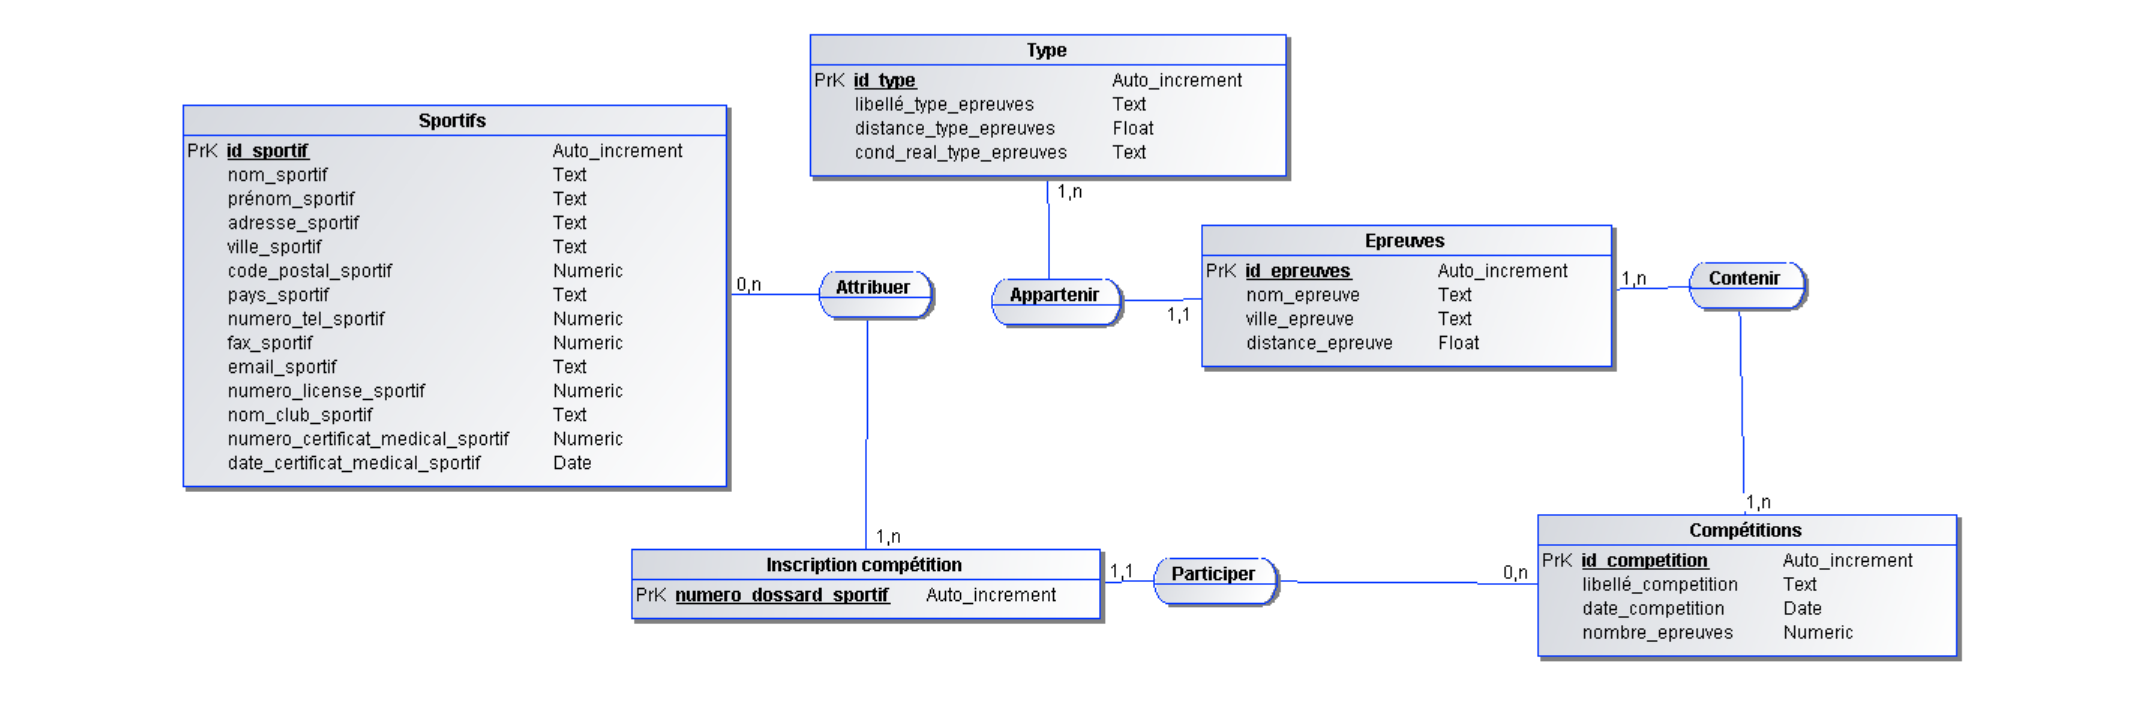 Type
PrK id_type Auto_increment
libellé_type_epreuves Text
distance_type_epreuves Float
cond_real_type_epreuves Text
Sportifs
PrK id_sportif Auto_increment
nom_sportif Text
prénom_sportif Text
adresse_sportif Text
ville_sportif Text
code_postal_sportif Numeric
pays_sportif Text
numero_tel_sportif Numeric
fax_sportif Numeric
email_sportif Text
numero_license_sportif Numeric
nom_club_sportif Text
numero_certificat_medical_sportif Numeric
date_certificat_medical_sportif Date
0,n
Attribuer
1,n
1,n
Appartenir
1,1
Epreuves
PrK id_epreuves Auto_increment
nom_epreuve Text
ville_epreuve Text
distance_epreuve Float
1,n
Contenir
1,n
Inscription compétition
PrK numero_dossard_sportif Auto_increment
1,1
Participer
0,n
Compétitions
PrK id_competition Auto_increment
libellé_competition Text
date_competition Date
nombre_epreuves Numeric